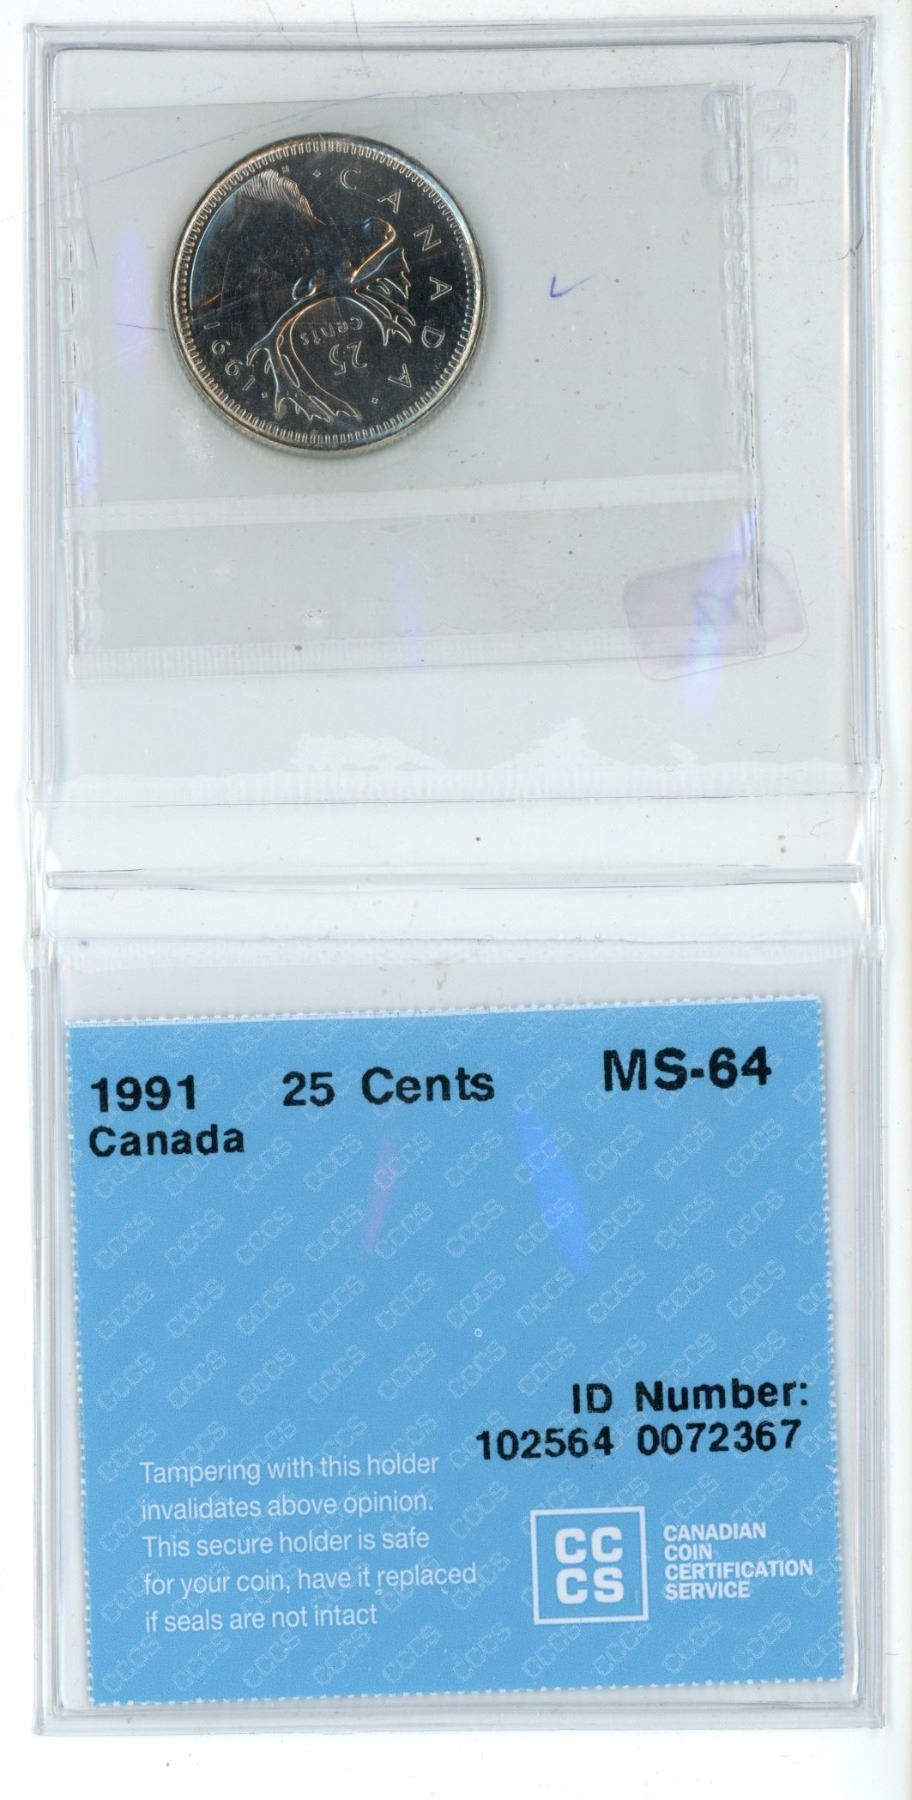 CANADA
25
cents
1991
1991 25 Cents MS-64
Canada
ID Number:
102564 0072367
Tampering with this holder
invalidates above opinion.
This secure holder is safe
for your coin, have it replaced
if seals are not intact
CC
CS
CANADIAN
COIN
CERTIFICATION
SERVICE